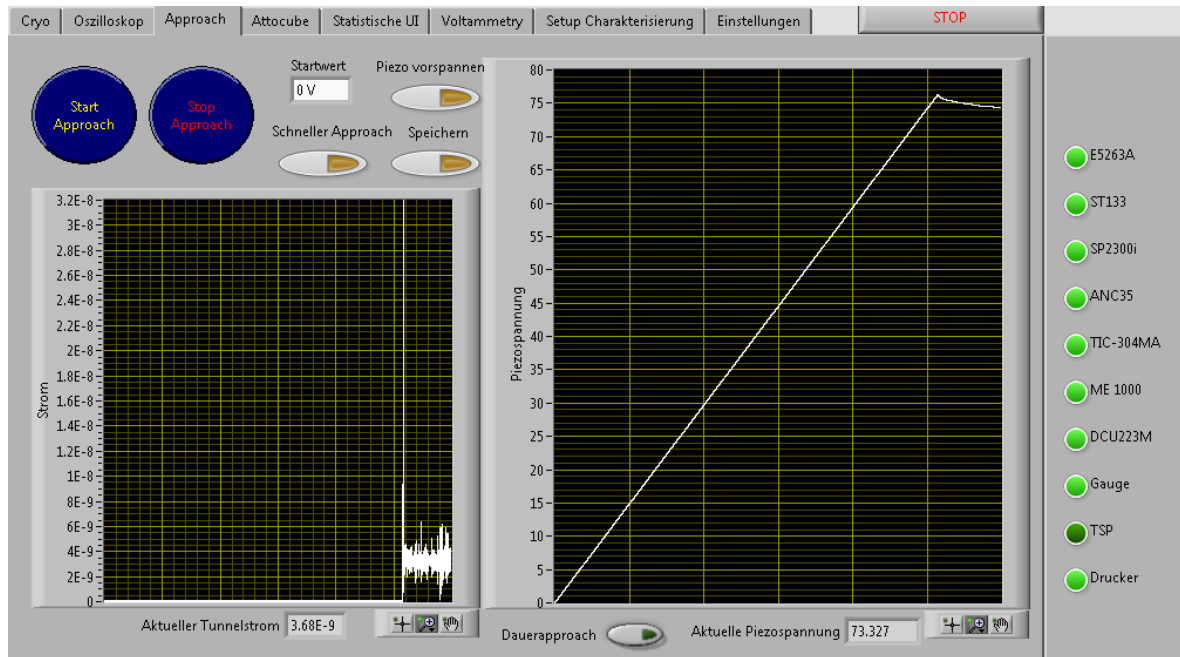 Cryo Oszilloskop Approach Attocube Statistische UI Voltammetry Setup Charakterisierung Einstellungen STOP
Start
Approach
Stop
Approach
Startwert
0 V
Piezo vorspannen
Schneller Approach
Speichern
Strom
3.2E-8
3E-8
2.8E-8
2.6E-8
2.4E-8
2.2E-8
2E-8
1.8E-8
1.6E-8
1.4E-8
1.2E-8
1E-8
8E-9
6E-9
4E-9
2E-9
0
Aktueller Tunnelstrom 3.68E-9
Piezospannung
80
75
70
65
60
55
50
45
40
35
30
25
20
15
10
5
0
Dauerapproach
Aktuelle Piezospannung 73.327
E5263A
ST133
SP2300i
ANC35
TIC-304MA
ME 1000
DCU223M
Gauge
TSP
Drucker